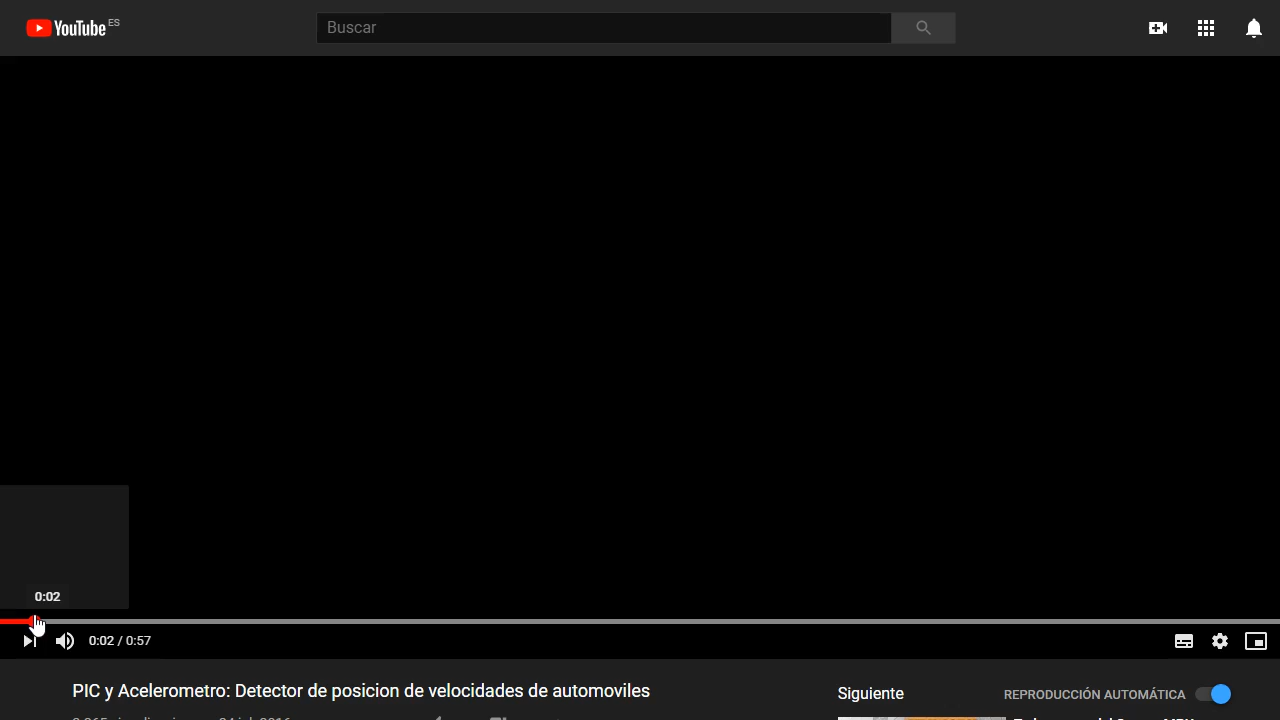 YouTube ES
Buscar
0:02
0:02 / 0:57
PIC y Acelerometro: Detector de posicion de velocidades de automoviles
Siguiente
REPRODUCCIÓN AUTOMÁTICA